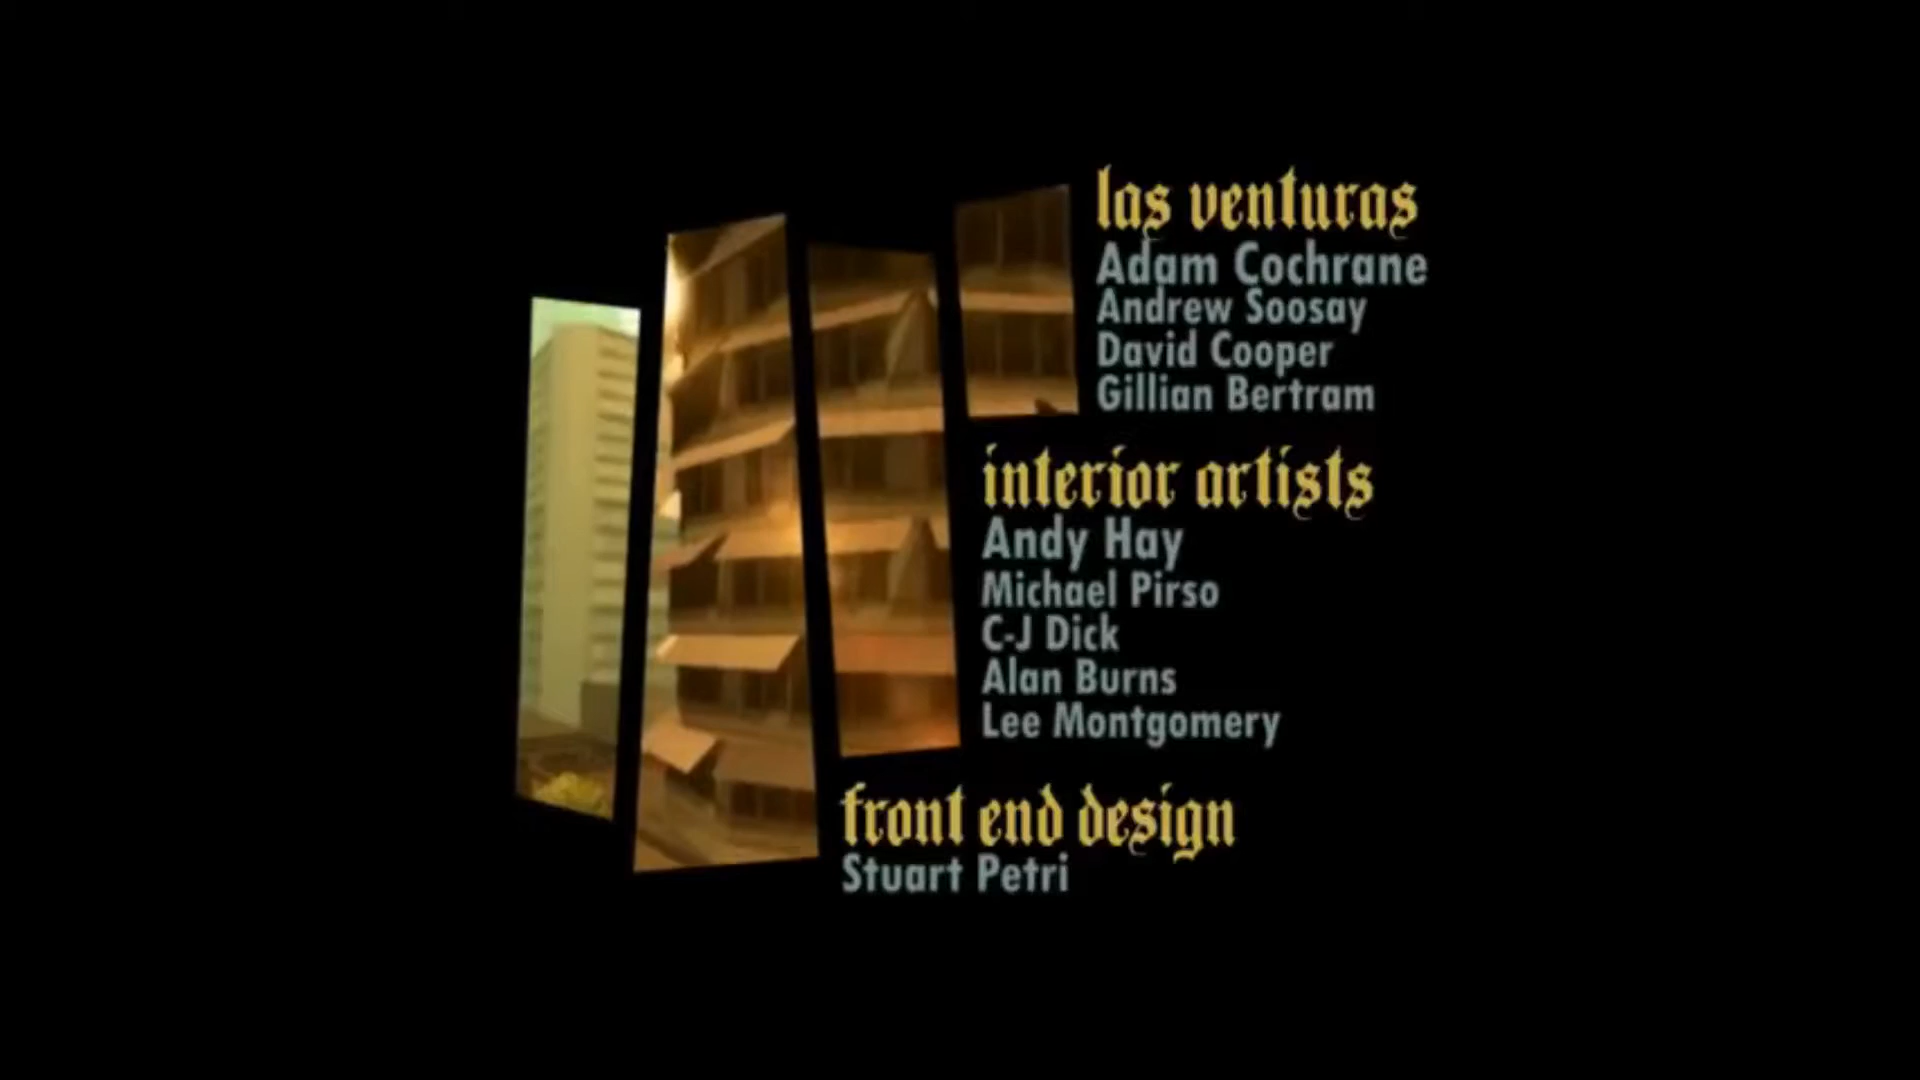 las venturas
Adam Cochrane
Andrew Soosay
David Cooper
Gillian Bertram
interior artists
Andy Hay
Michael Pirso
C-J Dick
Alan Burns
Lee Montgomery
front end design
Stuart Petri